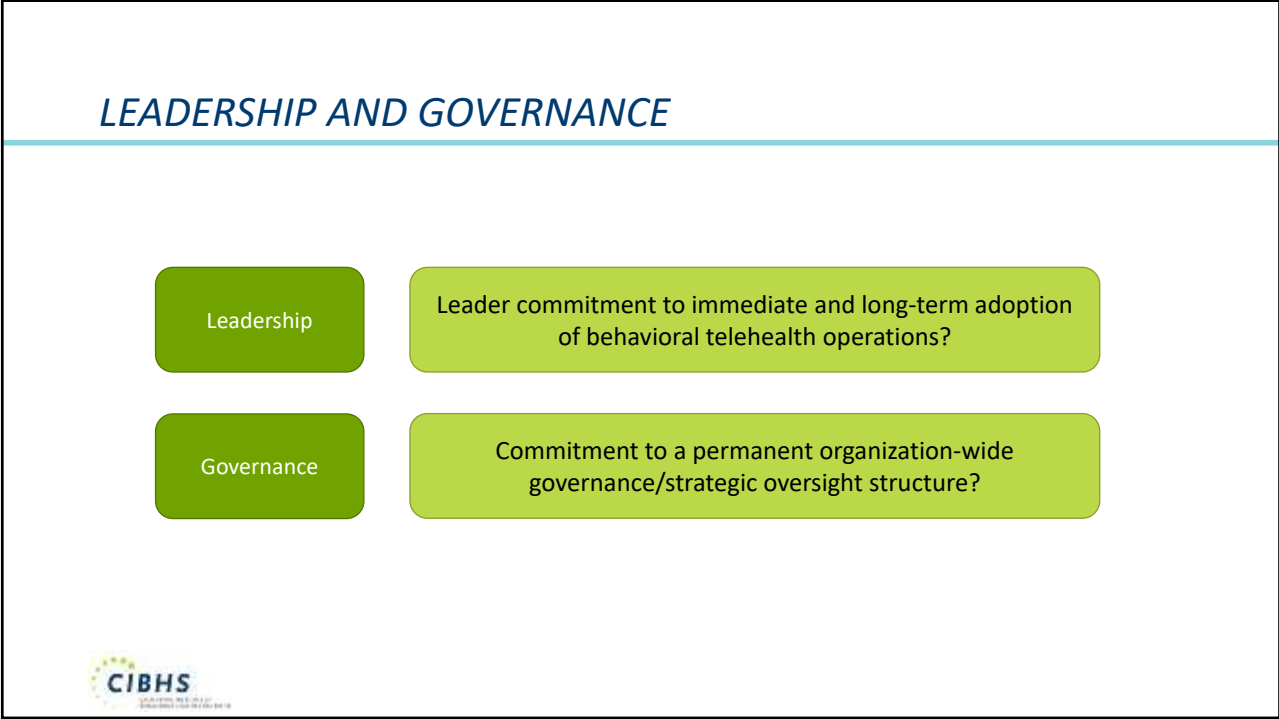 LEADERSHIP AND GOVERNANCE
Leadership
Leader commitment to immediate and long-term adoption
of behavioral telehealth operations?
Governance
Commitment to a permanent organization-wide
governance/strategic oversight structure?
CIBHS